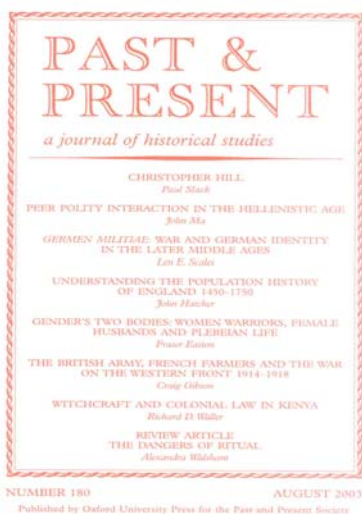 PAST &
PRESENT
a journal of historical studies
CHRISTOPHER HILL
Paul Slack
PEER POLITY INTERACTION IN THE HELLENISTIC AGE
John Ma
GERMEN MILITIAE: WAR AND GERMAN IDENTITY
IN THE LATER MIDDLE AGES
Len E. Scales
UNDERSTANDING THE POPULATION HISTORY
OF ENGLAND 1450–1750
John Hatcher
GENDER'S TWO BODIES: WOMEN WARRIORS, FEMALE
HUSBANDS AND PLEBEIAN LIFE
Fraser Easton
THE BRITISH ARMY, FRENCH FARMERS AND THE WAR
ON THE WESTERN FRONT 1914–1918
Craig Gibson
WITCHCRAFT AND COLONIAL LAW IN KENYA
Richard D. Waller
REVIEW ARTICLE
THE DANGERS OF RITUAL
Alexandra Walsham
NUMBER 180 AUGUST 2003
Published by Oxford University Press for the Past and Present Society